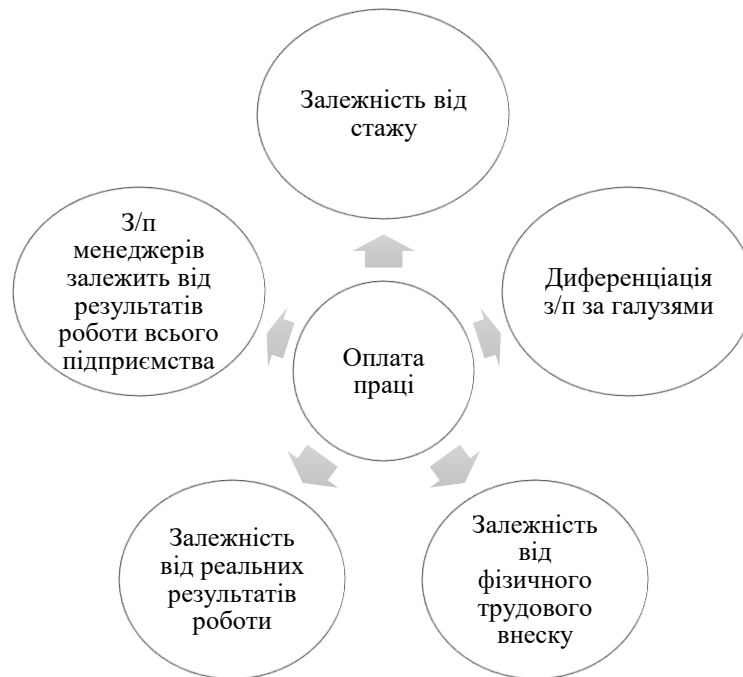 Залежність від
стажу
Диференціація
з/п за галузями
Залежність
від
фізичного
трудового
внеску
Залежність
від реальних
результатів
роботи
З/п
менеджерів
залежить від
результатів
роботи всього
підприємства
Оплата
праці